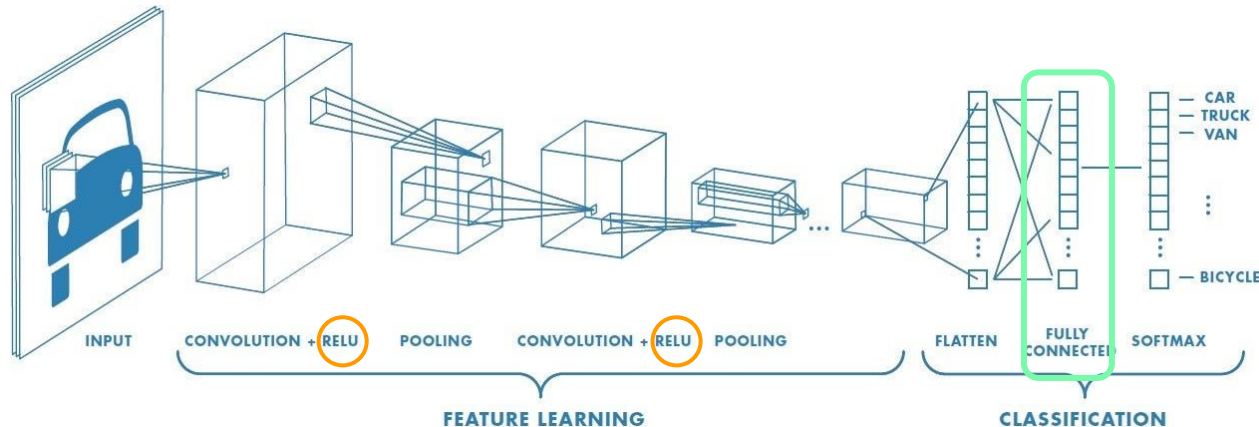 CAR
TRUCK
VAN
BICYCLE
INPUT
CONVOLUTION + RELU
POOLING
CONVOLUTION + RELU
POOLING
FLATTEN
FULLY
CONNECTED
SOFTMAX
FEATURE LEARNING
CLASSIFICATION